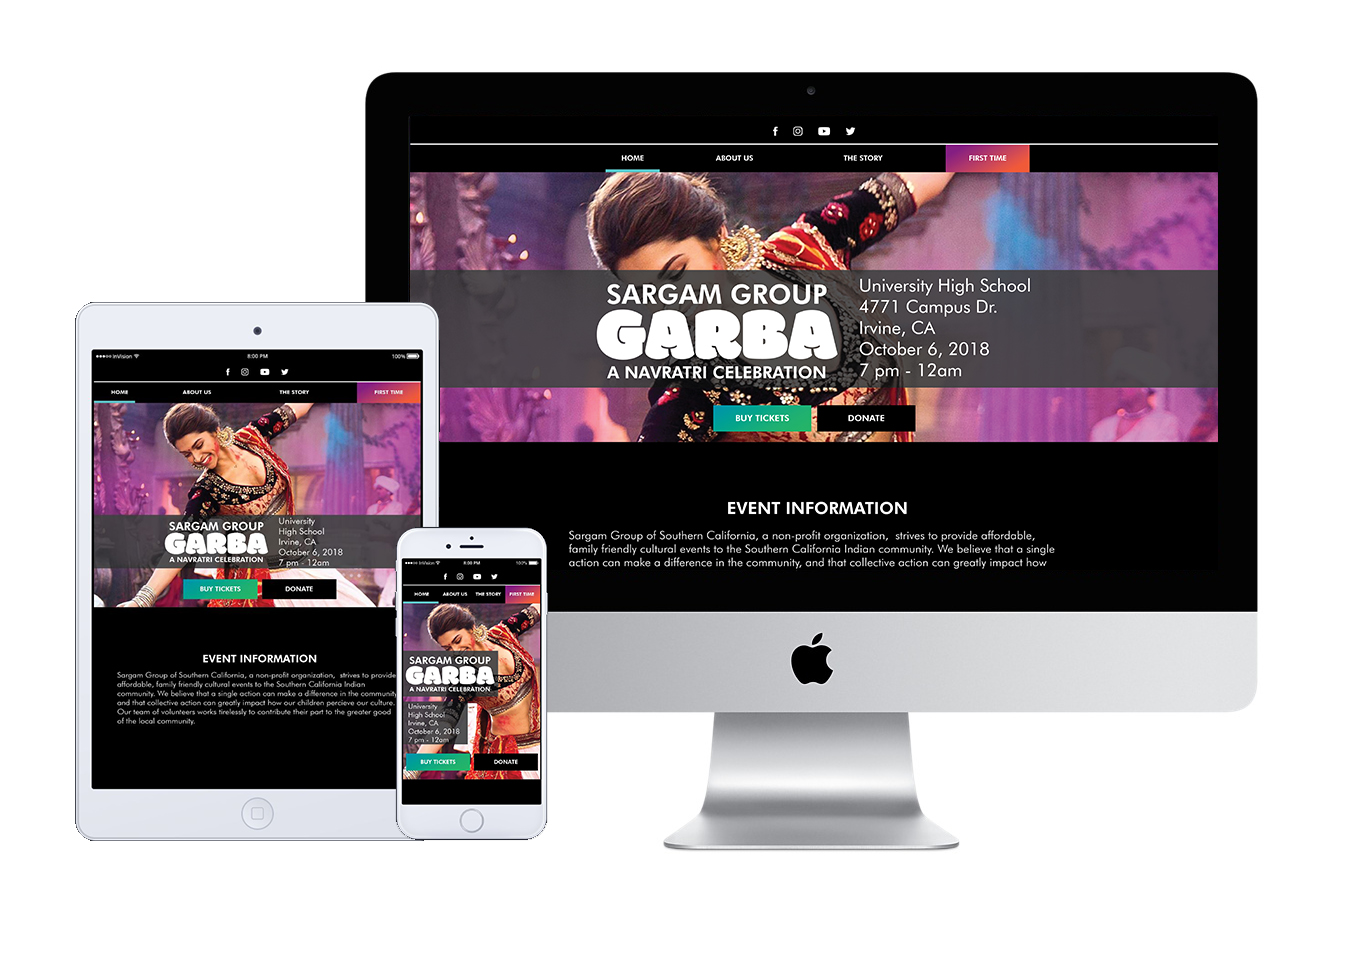 HOME ABOUT US THE STORY FIRST TIME
SARGAM GROUP
GARBA
A NAVRATRI CELEBRATION
University High School
4771 Campus Dr.
Irvine, CA
October 6, 2018
7 pm - 12am
BUY TICKETS DONATE
EVENT INFORMATION
Sargam Group of Southern California, a non-profit organization, strives to provide affordable,
family friendly cultural events to the Southern California Indian community. We believe that a single
action can make a difference in the community, and that collective action can greatly impact how
InVision 8:00 PM 100%
HOME ABOUT US THE STORY FIRST TIME
SARGAM GROUP
GARBA
A NAVRATRI CELEBRATION
University
High School
Irvine, CA
October 6, 2018
7 pm - 12am
BUY TICKETS DONATE
EVENT INFORMATION
Sargam Group of Southern California, a non-profit organization, strives to provide
affordable, family friendly cultural events to the Southern California Indian
community. We believe that a single action can make a difference in the community
and that collective action can greatly impact how our children percieve our culture.
Our team of volunteers works tirelessly to contribute their part to the greater good
of the local community.
InVision 8:00 PM 100%
HOME ABOUT US THE STORY FIRST TIME
SARGAM GROUP
GARBA
A NAVRATRI CELEBRATION
University
High School
Irvine, CA
October 6, 2018
7 pm - 12am
BUY TICKETS DONATE